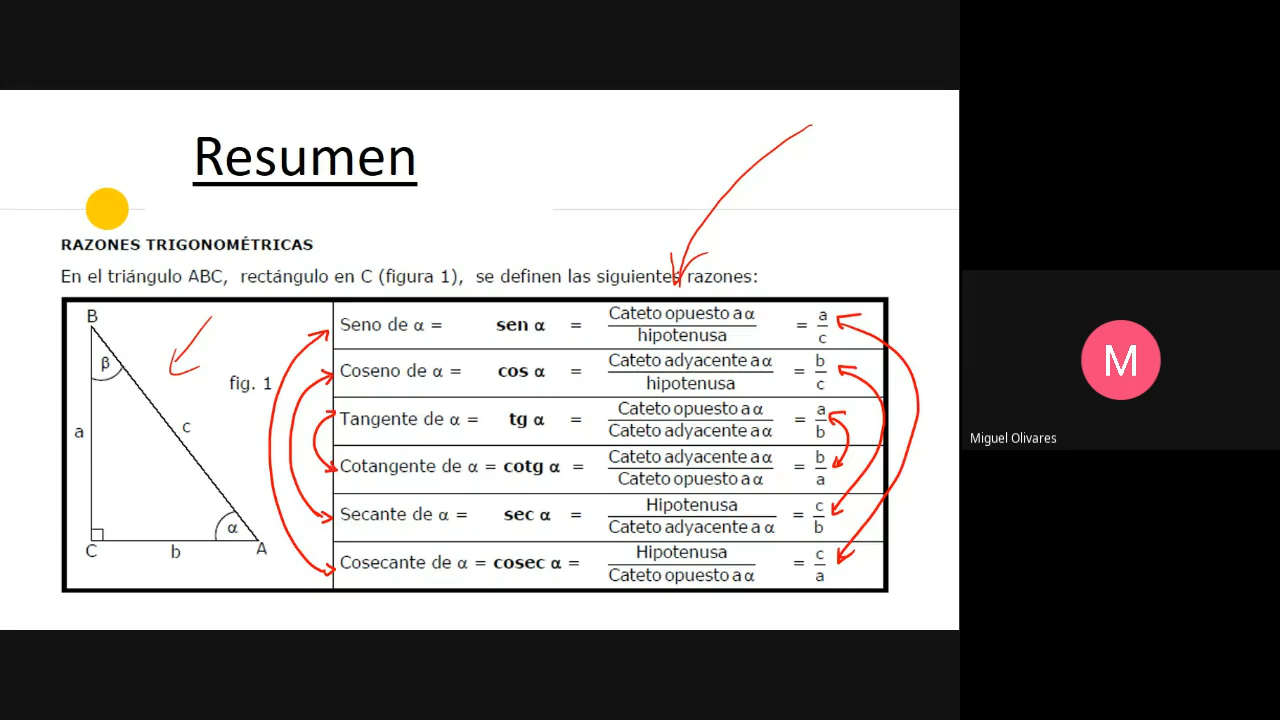 Resumen
RAZONES TRIGONOMÉTRICAS
En el triángulo ABC, rectángulo en C (figura 1), se definen las siguientes razones:
B
β
fig. 1
a
c
α
C
b
A
Seno de α = sen α = Cateto opuesto a α / hipotenusa = a / c
Coseno de α = cos α = Cateto adyacente a α / hipotenusa = b / c
Tangente de α = tg α = Cateto opuesto a α / Cateto adyacente a α = a / b
Cotangente de α = cotg α = Cateto adyacente a α / Cateto opuesto a α = b / a
Secante de α = sec α = Hipotenusa / Cateto adyacente a α = c / b
Cosecante de α = cosec α = Hipotenusa / Cateto opuesto a α = c / a
M
Miguel Olivares